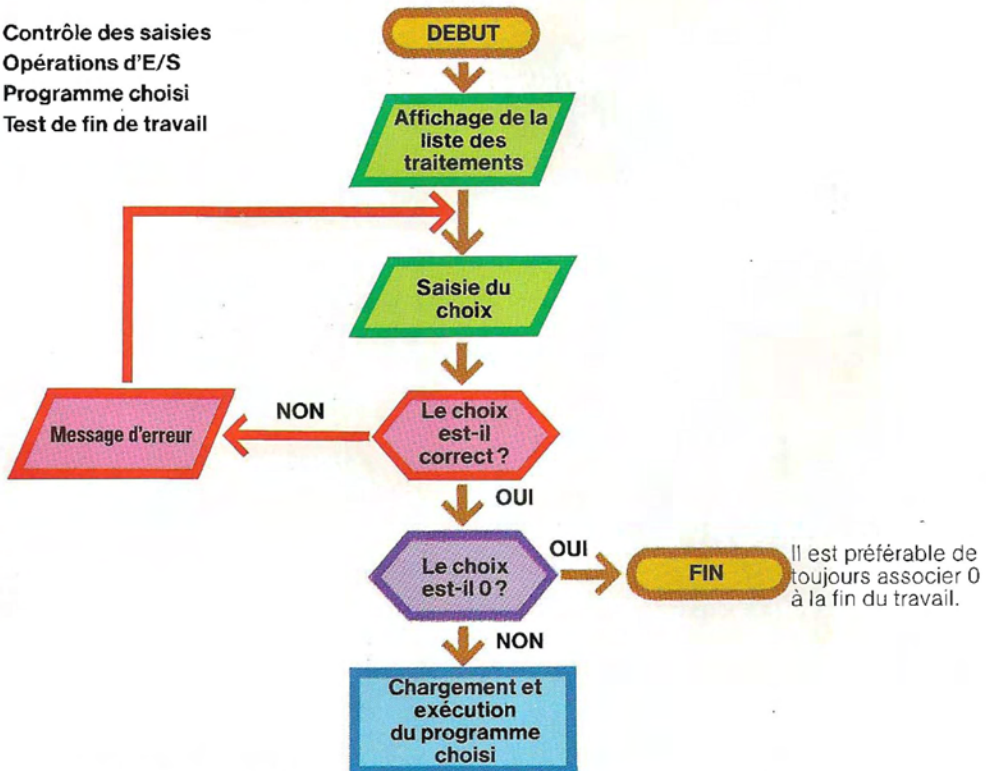 Contrôle des saisies
Opérations d'E/S
Programme choisi
Test de fin de travail
DEBUT
Affichage de la
liste des
traitements
Saisie du
choix
Le choix
est-il
correct ?
NON
Message d'erreur
OUI
Le choix
est-il 0 ?
OUI
FIN
Il est préférable de
toujours associer 0
à la fin du travail.
NON
Chargement et
exécution
du programme
choisi